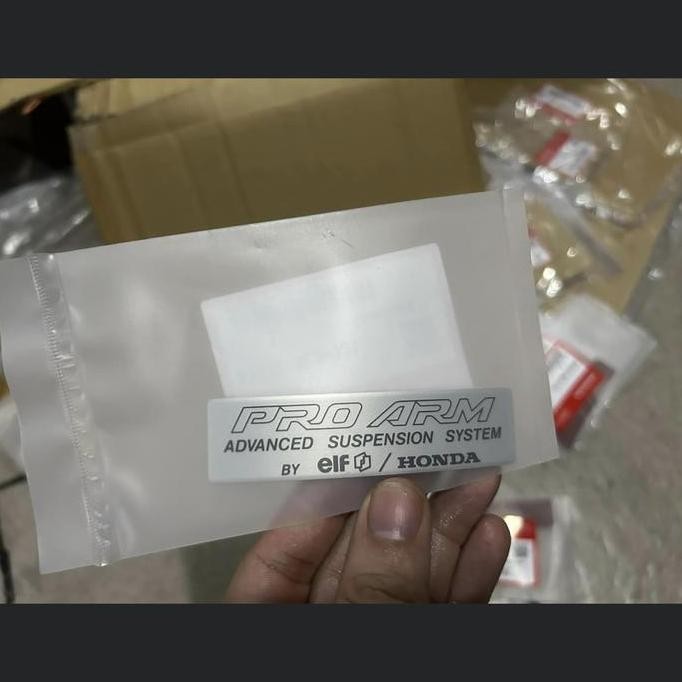 PRO ARM
ADVANCED SUSPENSION SYSTEM
BY elf / HONDA